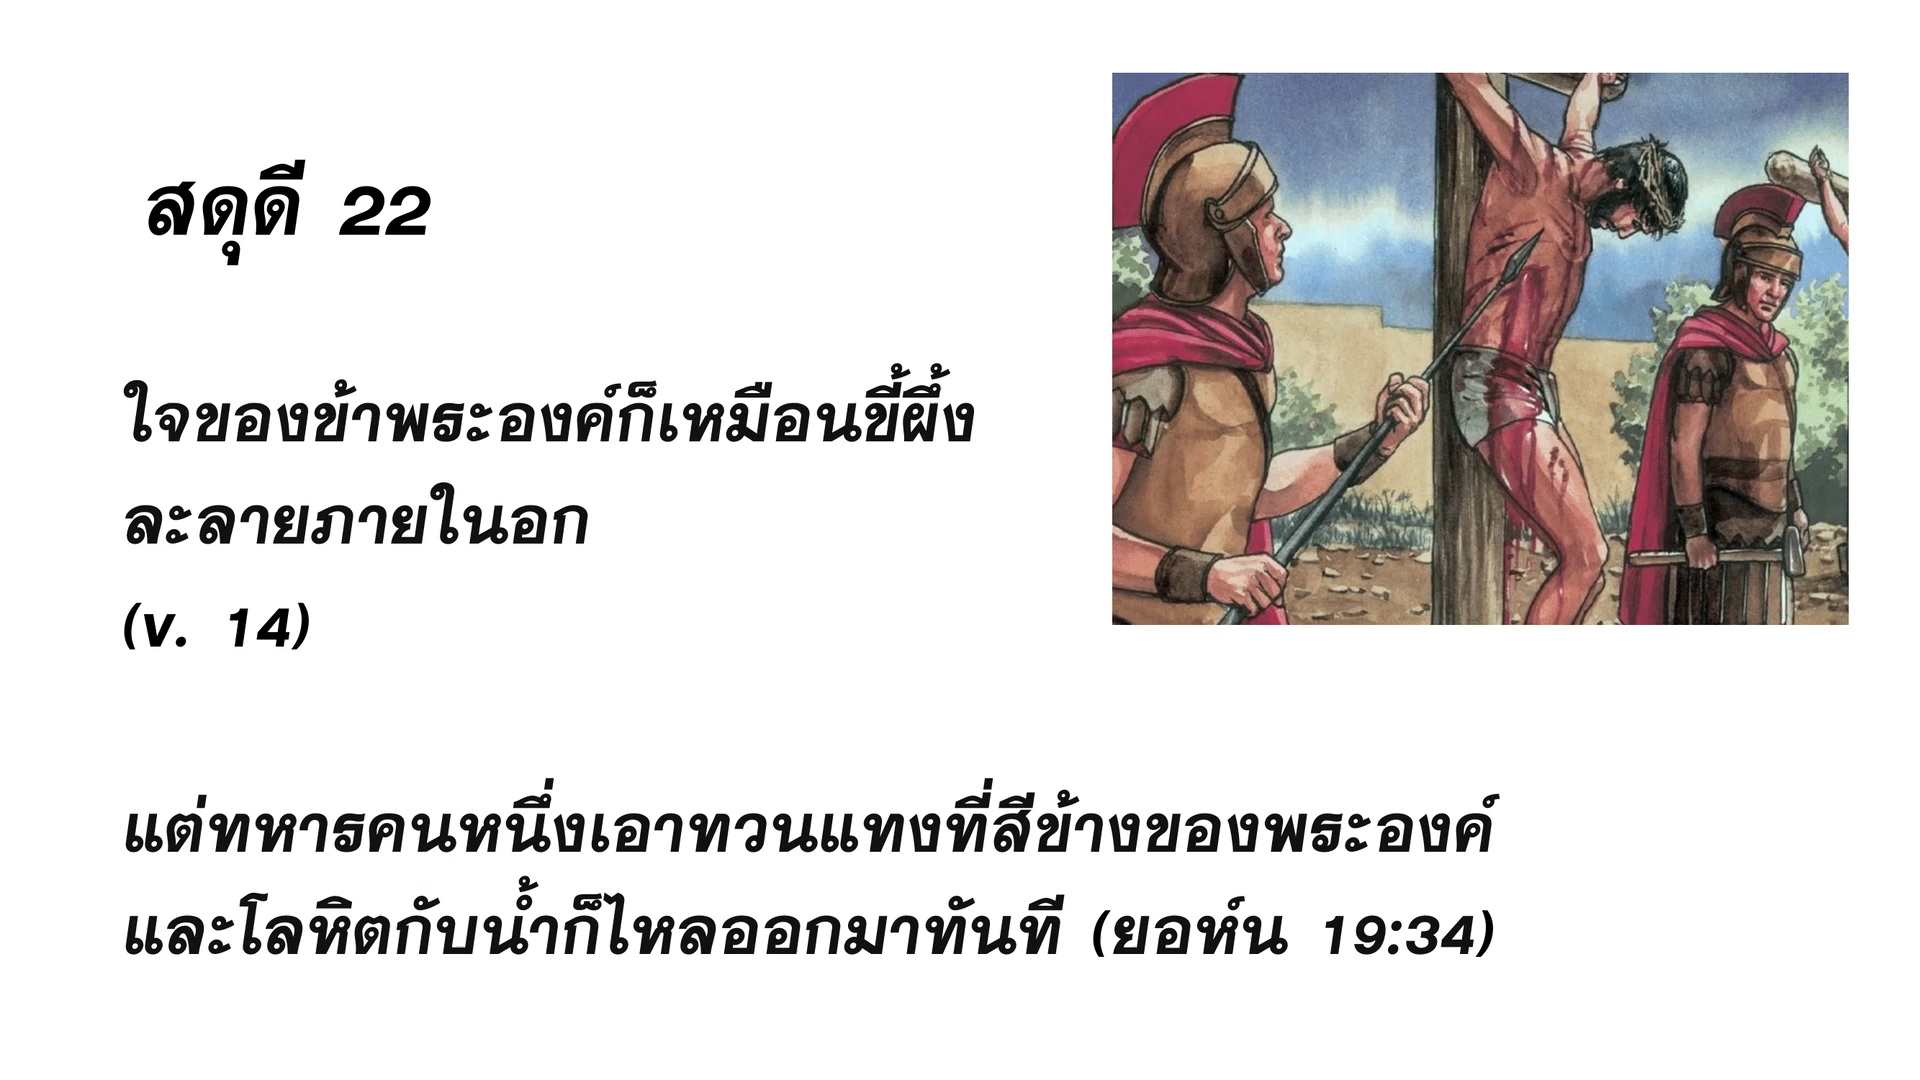 สดุดี 22
ใจของข้าพระองค์ก็เหมือนขี้ผึ้ง
ละลายภายในอก
(v. 14)
แต่ทหารคนหนึ่งเอาทวนแทงที่สีข้างของพระองค์
และโลหิตกับน้ำก็ไหลออกมาทันที (ยอห์น 19:34)